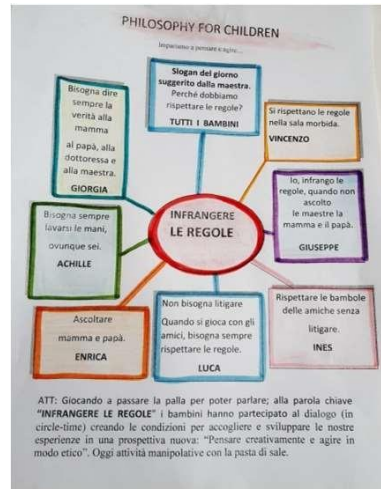 PHILOSOPHY FOR CHILDREN
Impariamo a pensare e agire...
Slogan del giorno
suggerito dalla maestra.
Perché dobbiamo
rispettare le regole?
TUTTI I BAMBINI
Bisogna dire
sempre la
verità alla
mamma
al papà, alla
dottoressa e
alla maestra.
GIORGIA
Si rispettano le regole
nella sala morbida.
VINCENZO
Bisogna sempre
lavarsi le mani,
ovunque sei.
ACHILLE
INFRANGERE
LE REGOLE
Io, infrango le
regole, quando non
ascolto
le maestre la
mamma e il papà.
GIUSEPPE
Ascoltare
mamma e papà.
ENRICA
Non bisogna litigare
Quando si gioca con gli
amici, bisogna sempre
rispettare le regole.
LUCA
Rispettare le bambole
delle amiche senza
litigare.
INES
ATT: Giocando a passare la palla per poter parlare; alla parola chiave
"INFRANGERE LE REGOLE" i bambini hanno partecipato al dialogo (in
circle-time) creando le condizioni per accogliere e sviluppare le nostre
esperienze in una prospettiva nuova: "Pensare creativamente e agire in
modo etico". Oggi attività manipolative con la pasta di sale.